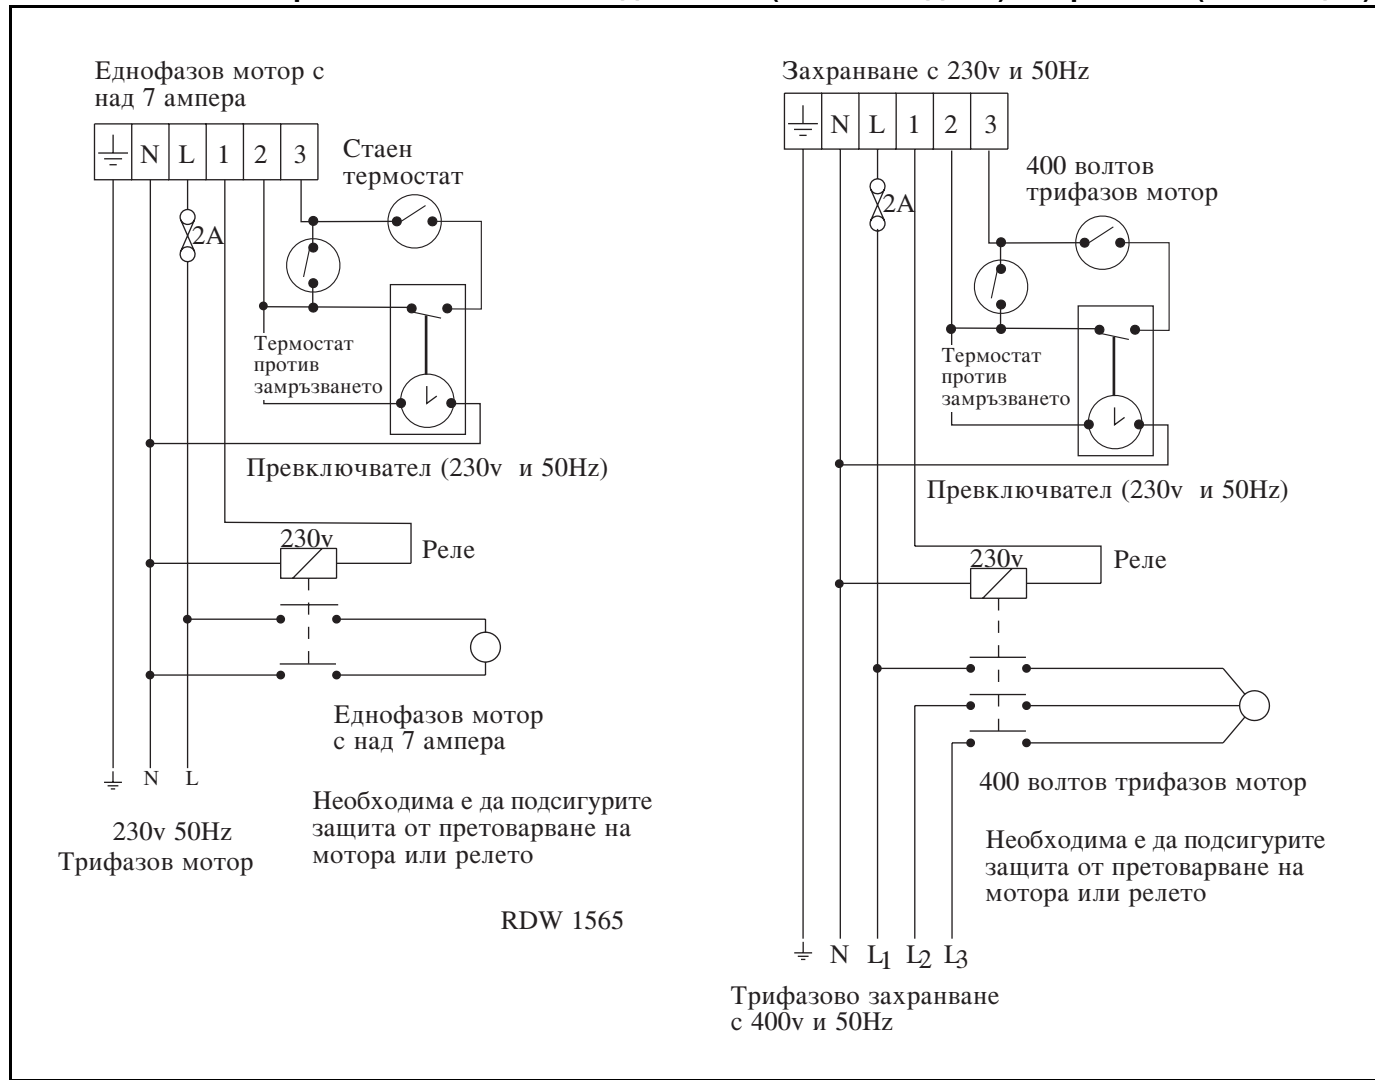 Еднофазов мотор с
над 7 ампера
N L 1 2 3
Стаен
термостат
2A
Термостат
против
замръзването
Превключвател (230v и 50Hz)
230v
Реле
Еднофазов мотор
с над 7 ампера
N L
230v 50Hz
Трифазов мотор
Необходима е да подсигурите
защита от претоварване на
мотора или релето
RDW 1565
Захранване с 230v и 50Hz
N L 1 2 3
400 волтов
трифазов мотор
2A
Термостат
против
замръзването
Превключвател (230v и 50Hz)
230v
Реле
400 волтов трифазов мотор
Необходима е да подсигурите
защита от претоварване на
мотора или релето
N L1 L2 L3
Трифазово захранване
с 400v и 50Hz